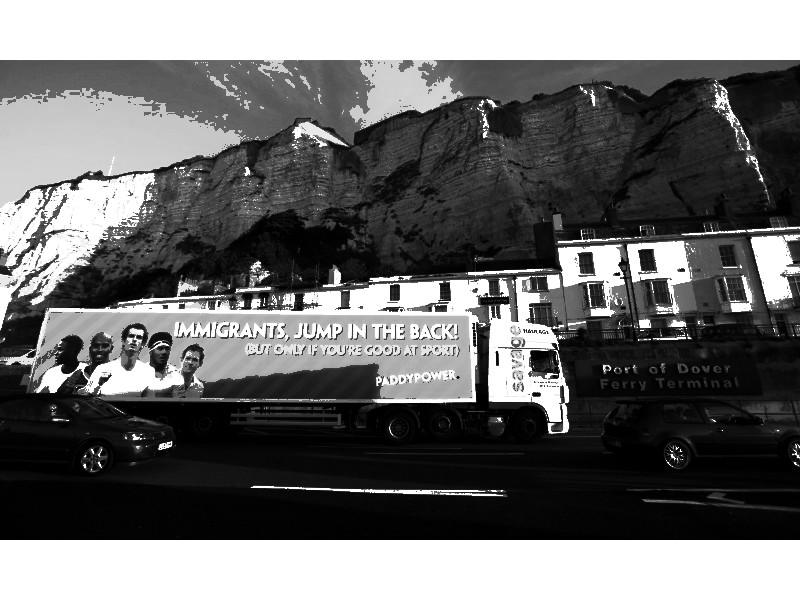 IMMIGRANTS, JUMP IN THE BACK!
(BUT ONLY IF YOU'RE GOOD AT SPORT)
PADDYPOWER.
savage
HAULAGE
Port of Dover
Ferry Terminal